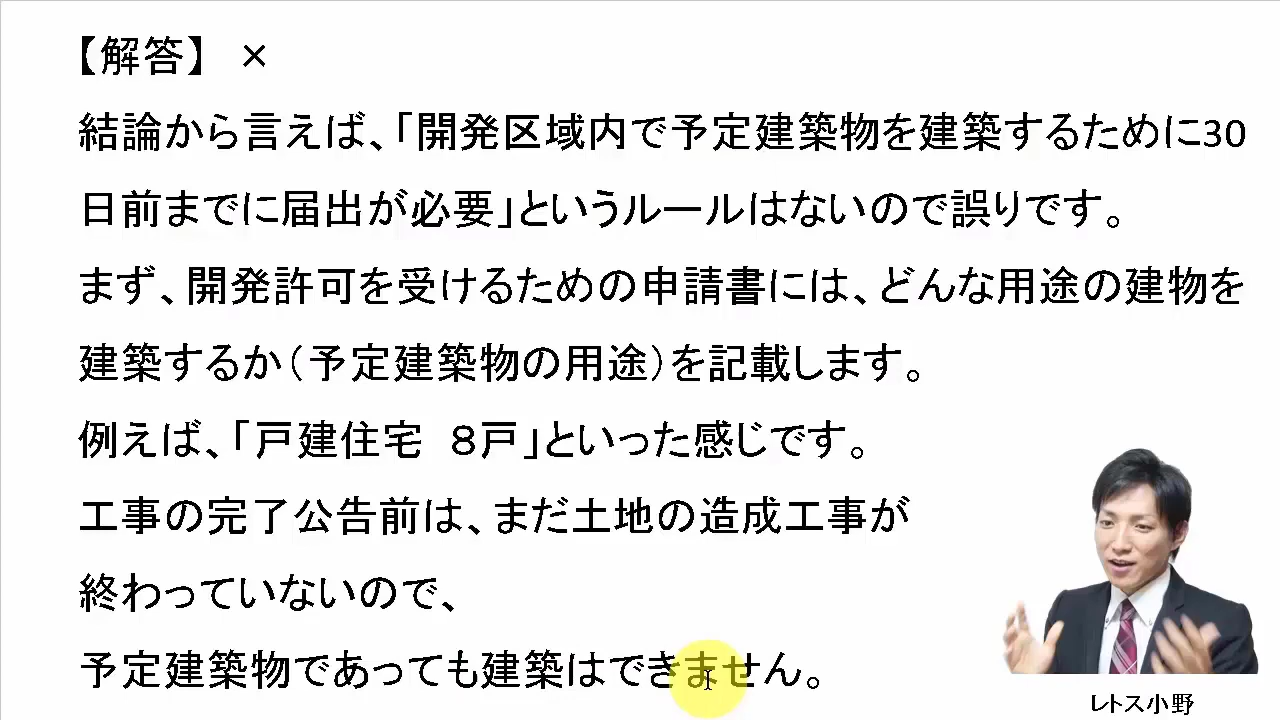 【解答】　×
結論から言えば、「開発区域内で予定建築物を建築するために30
日前までに届出が必要」というルールはないので誤りです。
まず、開発許可を受けるための申請書には、どんな用途の建物を
建築するか（予定建築物の用途）を記載します。
例えば、「戸建住宅　８戸」といった感じです。
工事の完了公告前は、まだ土地の造成工事が
終わっていないので、
予定建築物であっても建築はできません。
レトス小野